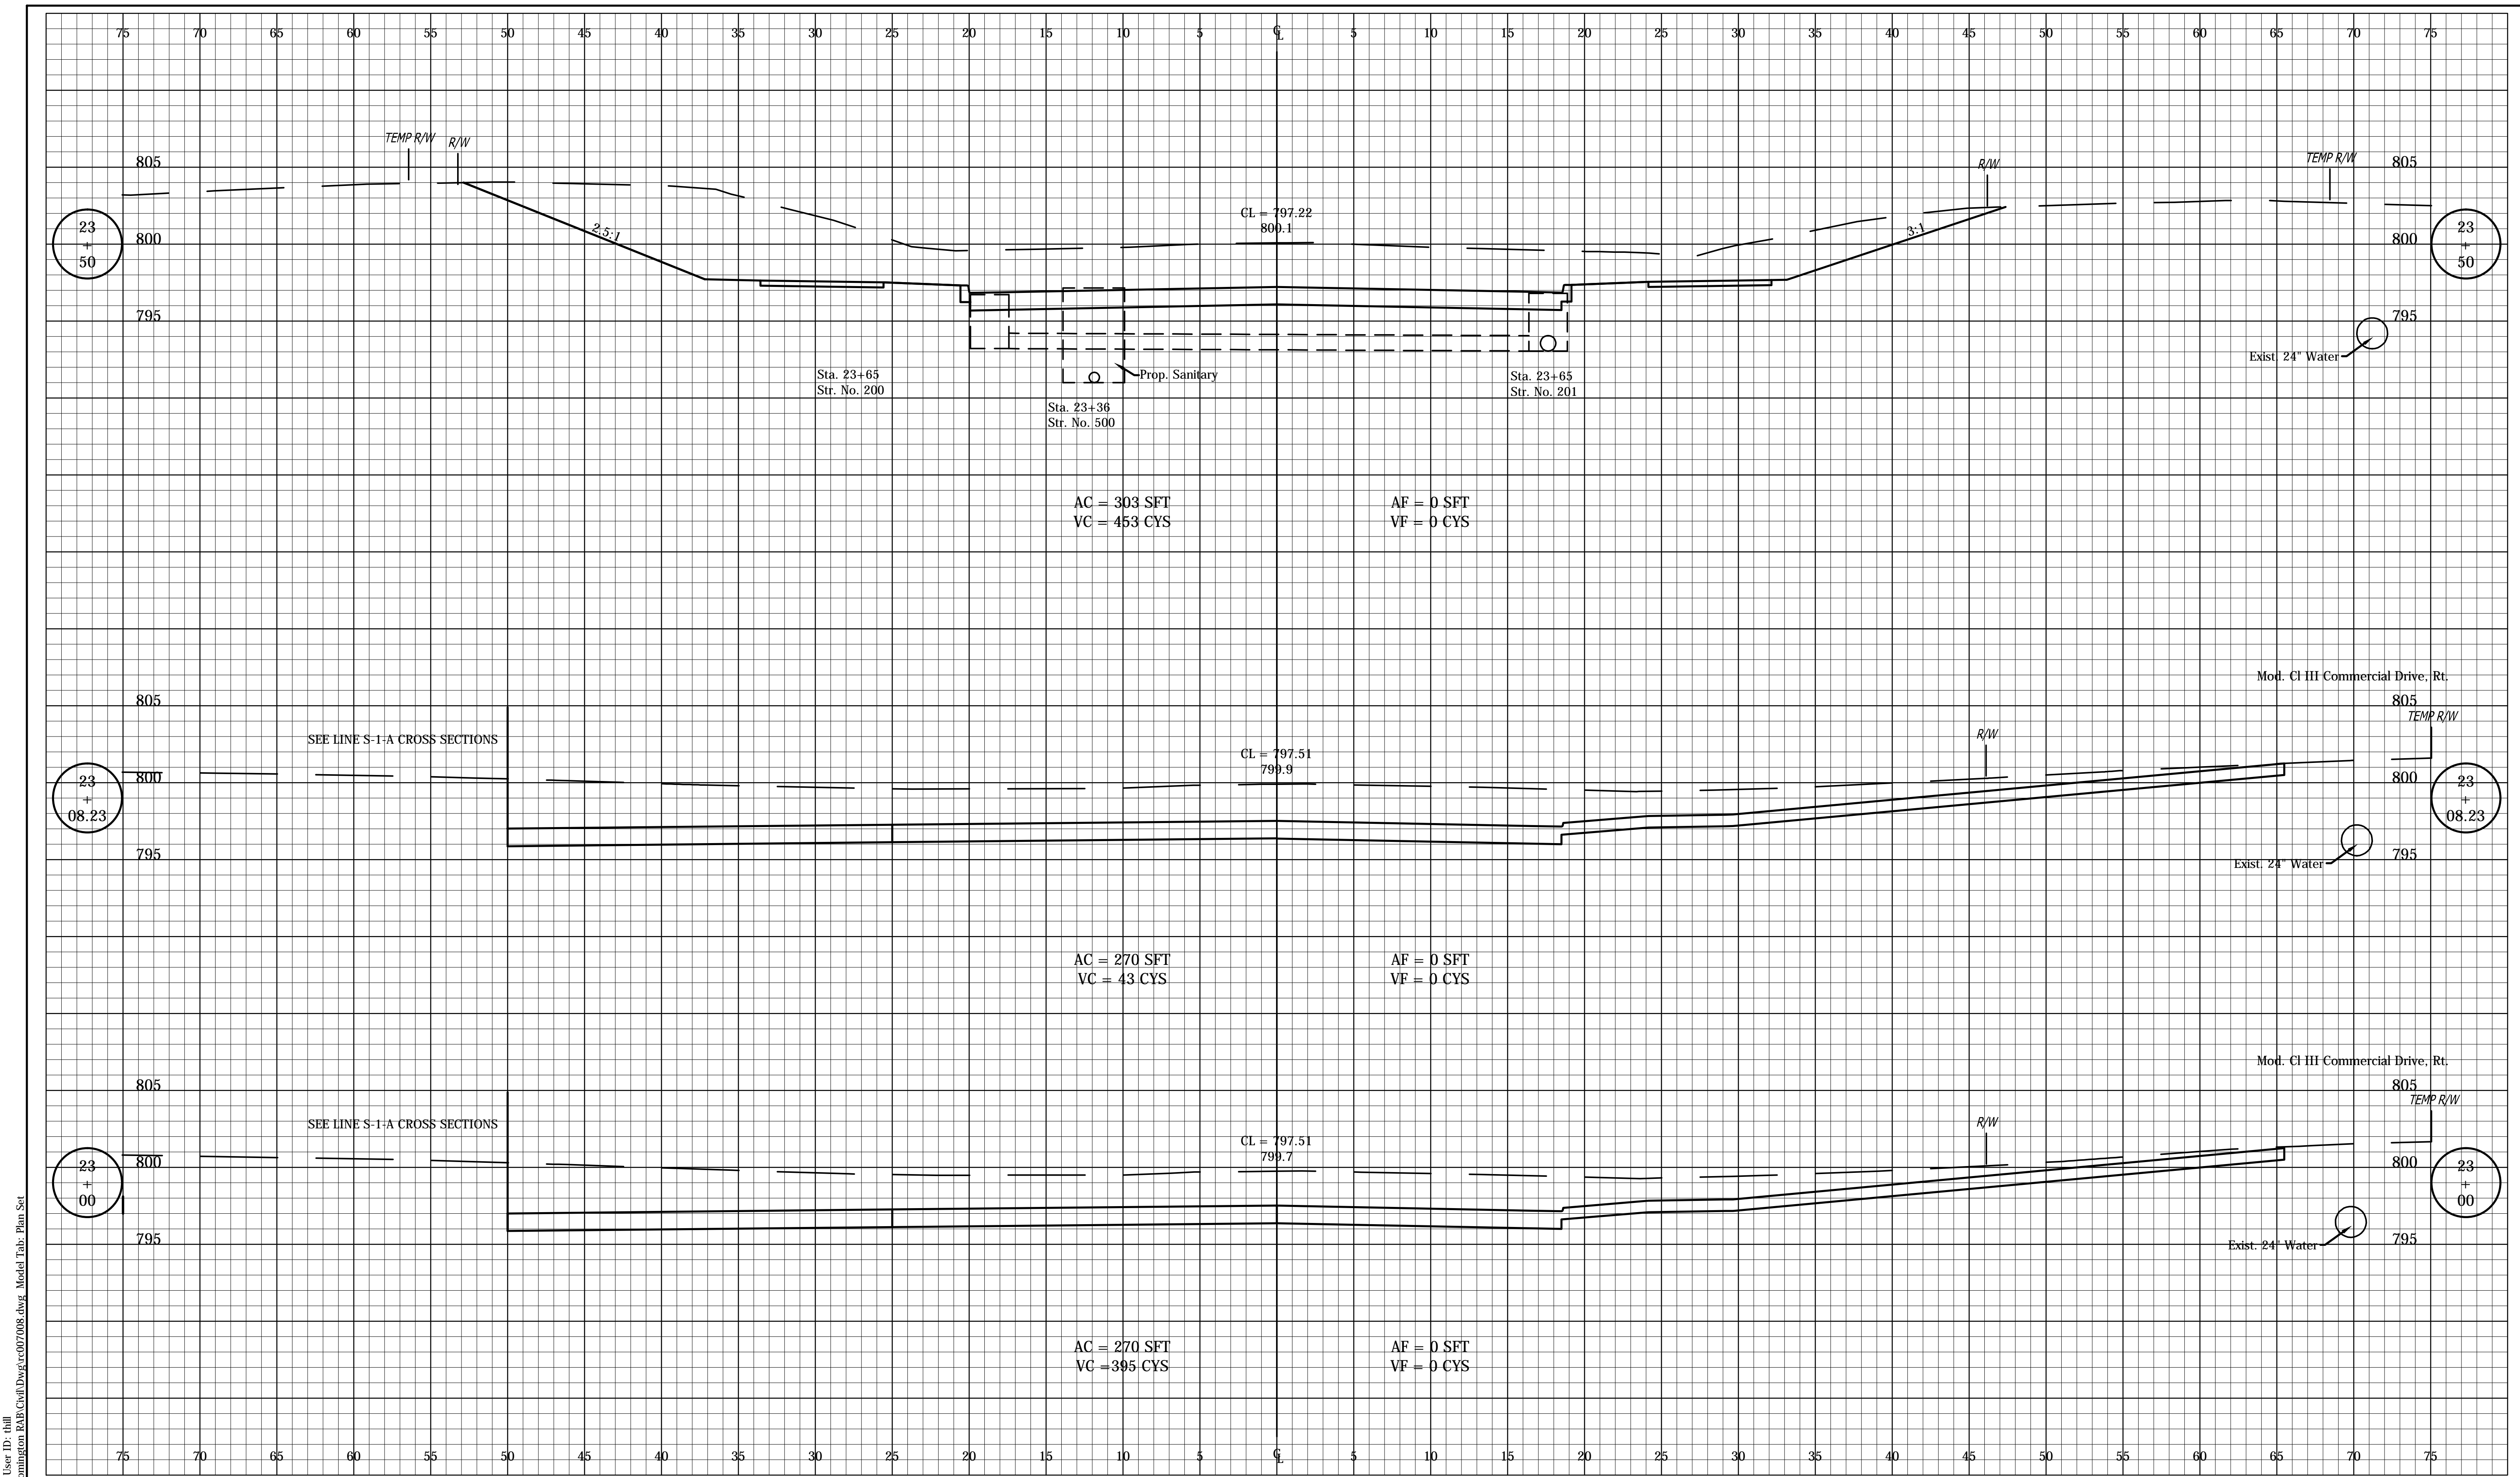 75 70 65 60 55 50 45 40 35 30 25 20 15 10 5 CL 5 10 15 20 25 30 35 40 45 50 55 60 65 70 75
TEMP R/W
R/W
R/W
TEMP R/W
805
805
23
+
50
2.5:1
CL = 797.22
800.1
3:1
800
800
23
+
50
795
795
Exist. 24" Water
Sta. 23+65
Str. No. 200
Prop. Sanitary
Sta. 23+65
Str. No. 201
Sta. 23+36
Str. No. 500
AC = 303 SFT
VC = 453 CYS
AF = 0 SFT
VF = 0 CYS
Mod. Cl III Commercial Drive, Rt.
805
805
TEMP R/W
SEE LINE S-1-A CROSS SECTIONS
R/W
CL = 797.51
799.9
23
+
08.23
800
800
23
+
08.23
795
795
Exist. 24" Water
AC = 270 SFT
VC = 43 CYS
AF = 0 SFT
VF = 0 CYS
Mod. Cl III Commercial Drive, Rt.
805
805
TEMP R/W
SEE LINE S-1-A CROSS SECTIONS
R/W
CL = 797.51
799.7
23
+
00
800
800
23
+
00
795
795
Exist. 24" Water
AC = 270 SFT
VC =395 CYS
AF = 0 SFT
VF = 0 CYS
75 70 65 60 55 50 45 40 35 30 25 20 15 10 5 CL 5 10 15 20 25 30 35 40 45 50 55 60 65 70 75
User ID: thill
omington RAB\Civil\Dwg\rc007008.dwg Model Tab: Plan Set